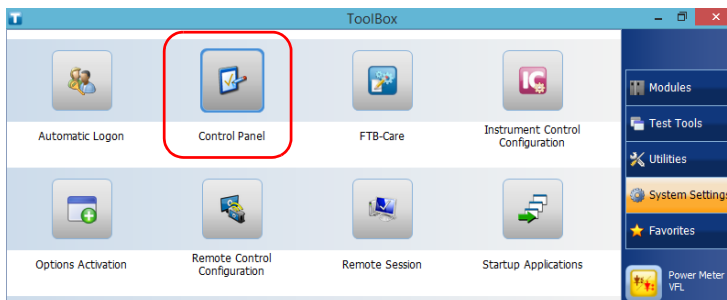 ToolBox
Automatic Logon
Control Panel
FTB-Care
Instrument Control
Configuration
Options Activation
Remote Control
Configuration
Remote Session
Startup Applications
Modules
Test Tools
Utilities
System Settings
Favorites
Power Meter
VFL